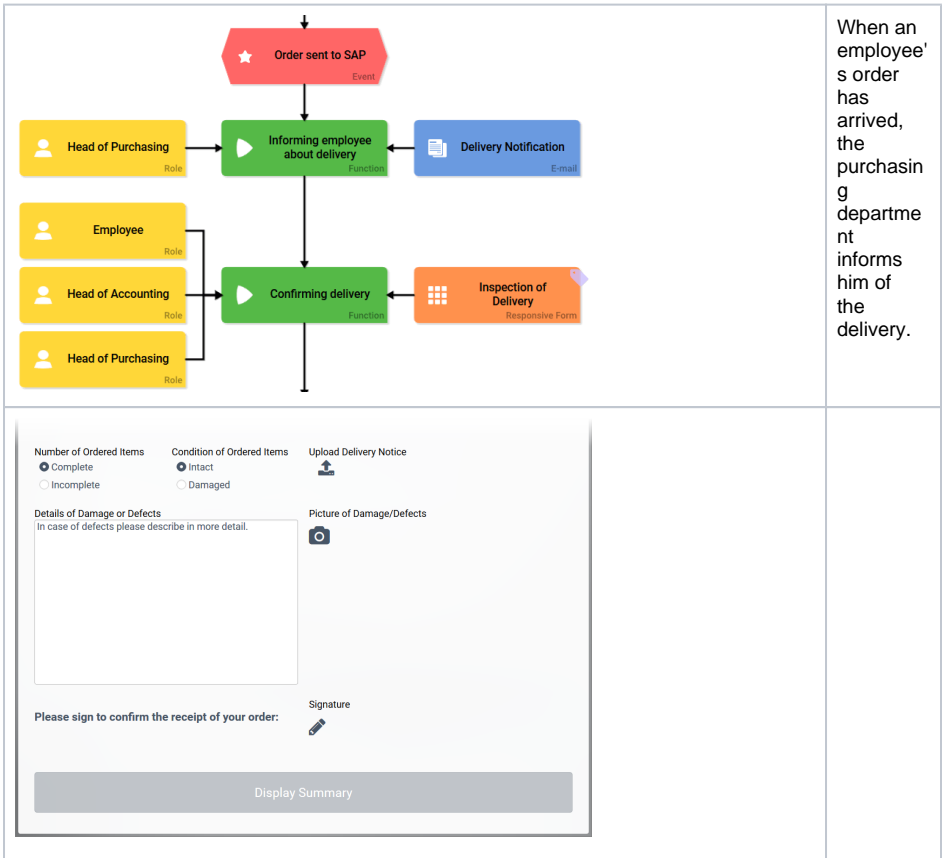 Order sent to SAP
Event
Head of Purchasing
Role
Informing employee
about delivery
Function
Delivery Notification
E-mail
Employee
Role
Head of Accounting
Role
Confirming delivery
Function
Inspection of
Delivery
Responsive Form
Head of Purchasing
Role
When an
employee'
s order
has
arrived,
the
purchasin
g
departme
nt
informs
him of
the
delivery.
Number of Ordered Items
Complete
Incomplete
Condition of Ordered Items
Intact
Damaged
Upload Delivery Notice
Details of Damage or Defects
In case of defects please describe in more detail.
Picture of Damage/Defects
Please sign to confirm the receipt of your order:
Signature
Display Summary